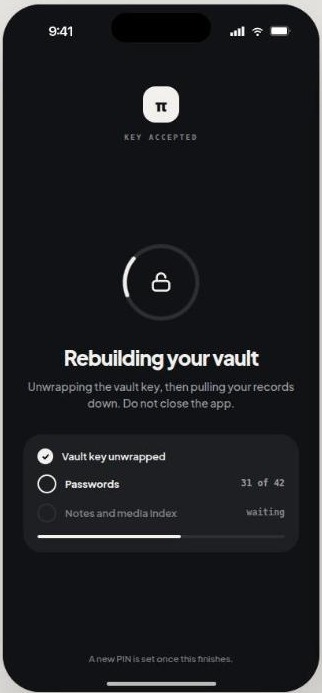 9:41
π
KEY ACCEPTED
Rebuilding your vault
Unwrapping the vault key, then pulling your records
down. Do not close the app.
Vault key unwrapped
Passwords 31 of 42
Notes and media index waiting
A new PIN is set once this finishes.